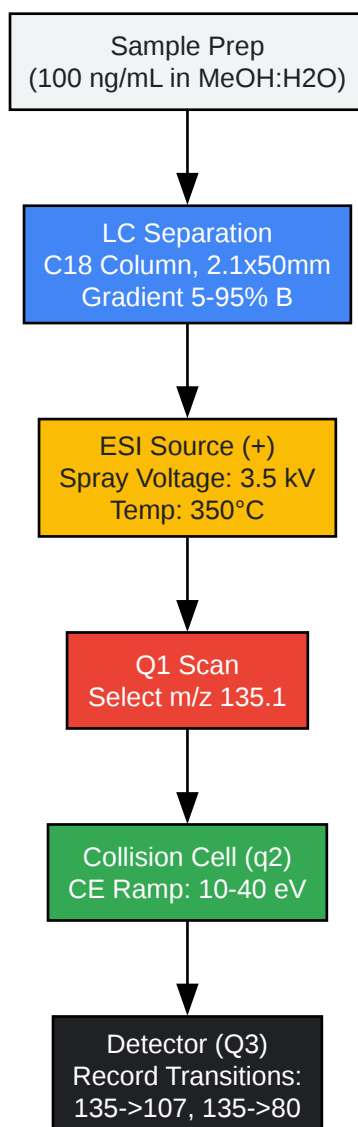 Sample Prep
(100 ng/mL in MeOH:H2O)
LC Separation
C18 Column, 2.1x50mm
Gradient 5-95% B
ESI Source (+)
Spray Voltage: 3.5 kV
Temp: 350°C
Q1 Scan
Select m/z 135.1
Collision Cell (q2)
CE Ramp: 10-40 eV
Detector (Q3)
Record Transitions:
135->107, 135->80